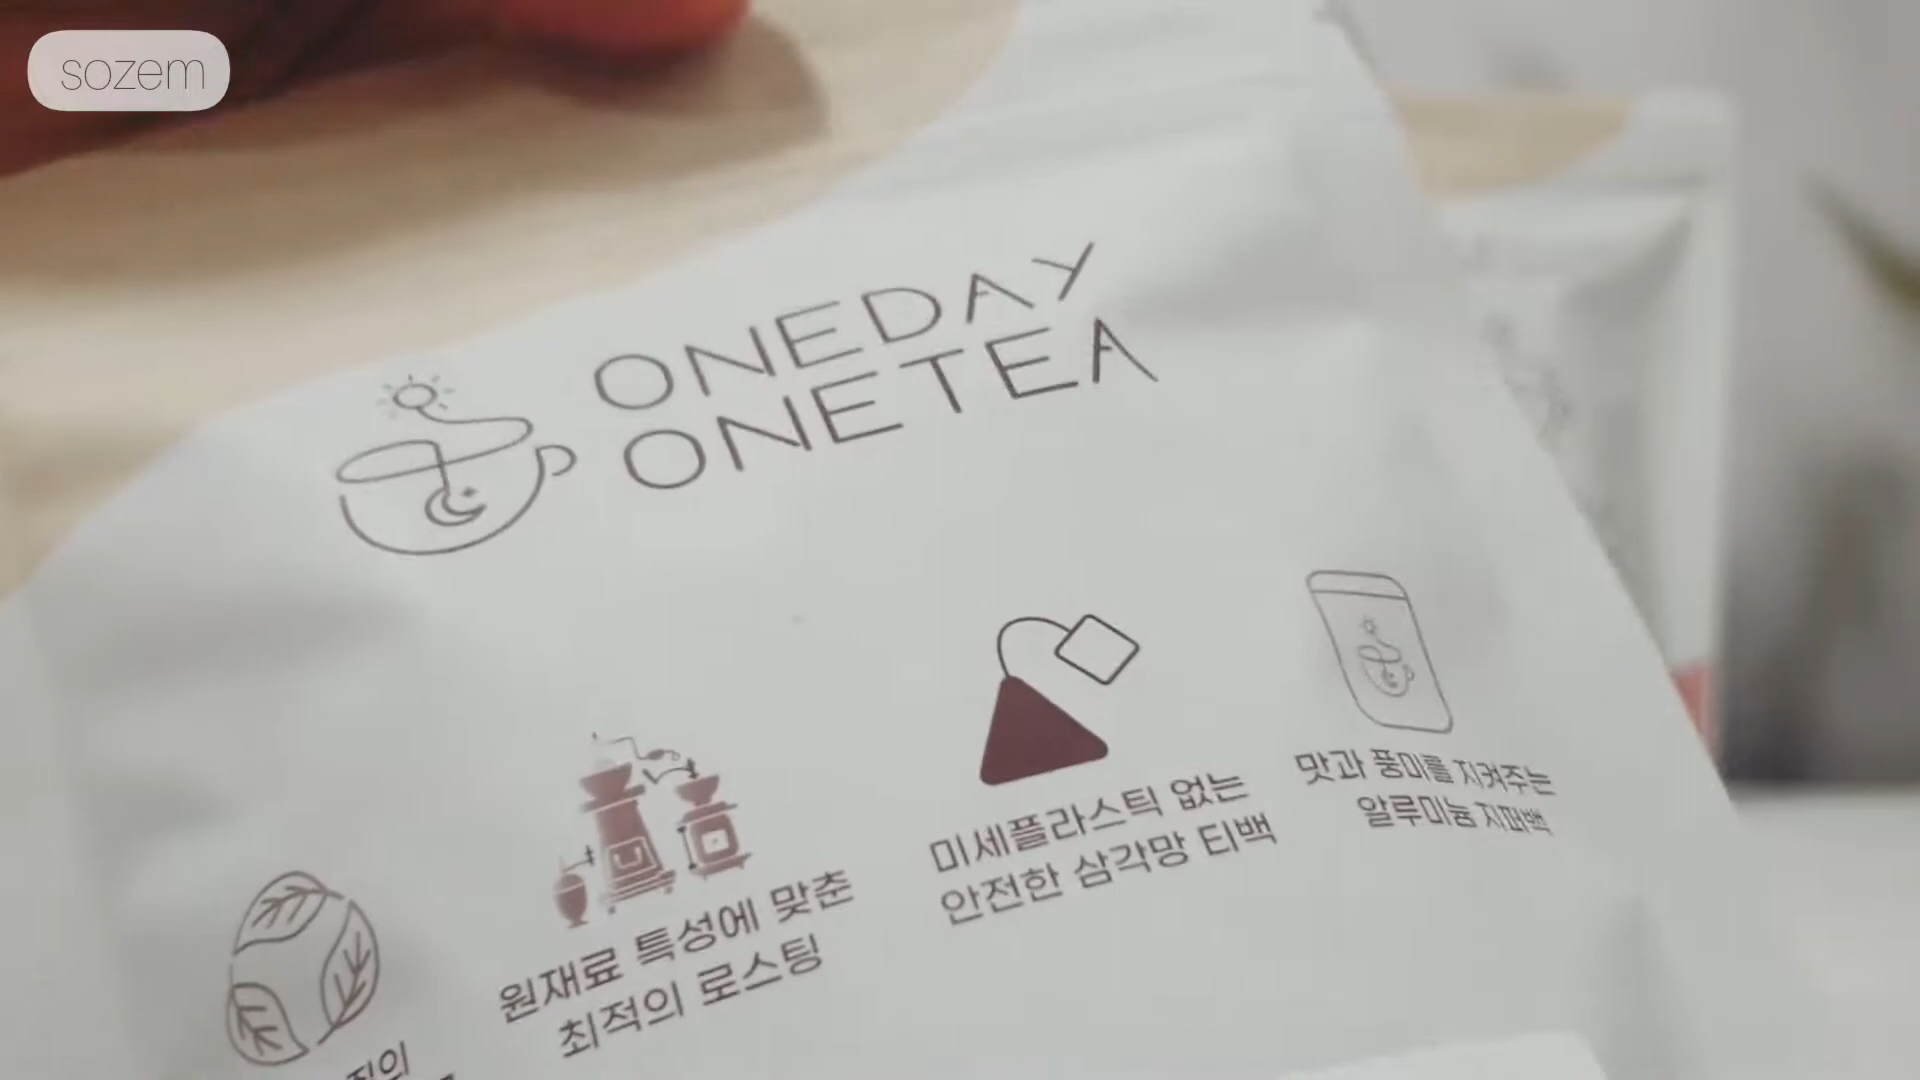 sozem
ONEDAY
ONE TEA
원재료 특성에 맞춘
최적의 로스팅
미세플라스틱 없는
안전한 삼각망 티백
맛과 풍미를 지켜주는
알루미늄 지퍼백